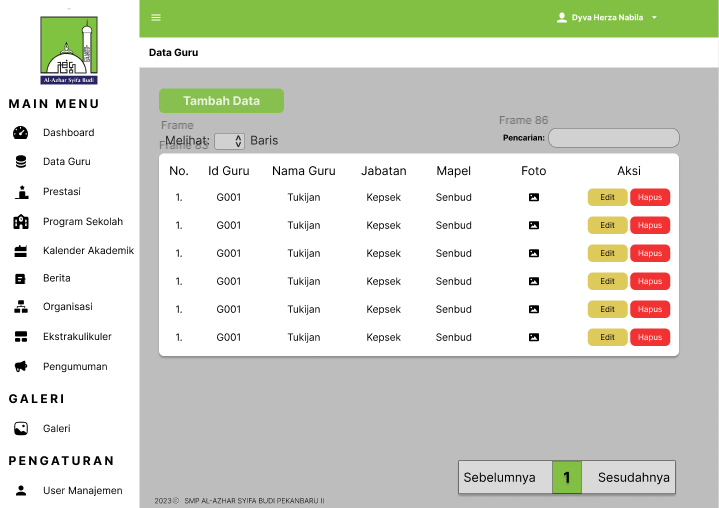 Dyva Herza Nabila
Al-Azhar Syifa Budi
MAIN MENU
Dashboard
Data Guru
Prestasi
Program Sekolah
Kalender Akademik
Berita
Organisasi
Ekstrakulikuler
Pengumuman
GALERI
Galeri
PENGATURAN
User Manajemen
Data Guru
Tambah Data
Frame
Frame 86
Melihat: Baris
Pencarian:
Frame 85
No. Id Guru Nama Guru Jabatan Mapel Foto Aksi
1. G001 Tukijan Kepsek Senbud Edit Hapus
1. G001 Tukijan Kepsek Senbud Edit Hapus
1. G001 Tukijan Kepsek Senbud Edit Hapus
1. G001 Tukijan Kepsek Senbud Edit Hapus
1. G001 Tukijan Kepsek Senbud Edit Hapus
1. G001 Tukijan Kepsek Senbud Edit Hapus
Sebelumnya 1 Sesudahnya
2023© SMP AL-AZHAR SYIFA BUDI PEKANBARU II